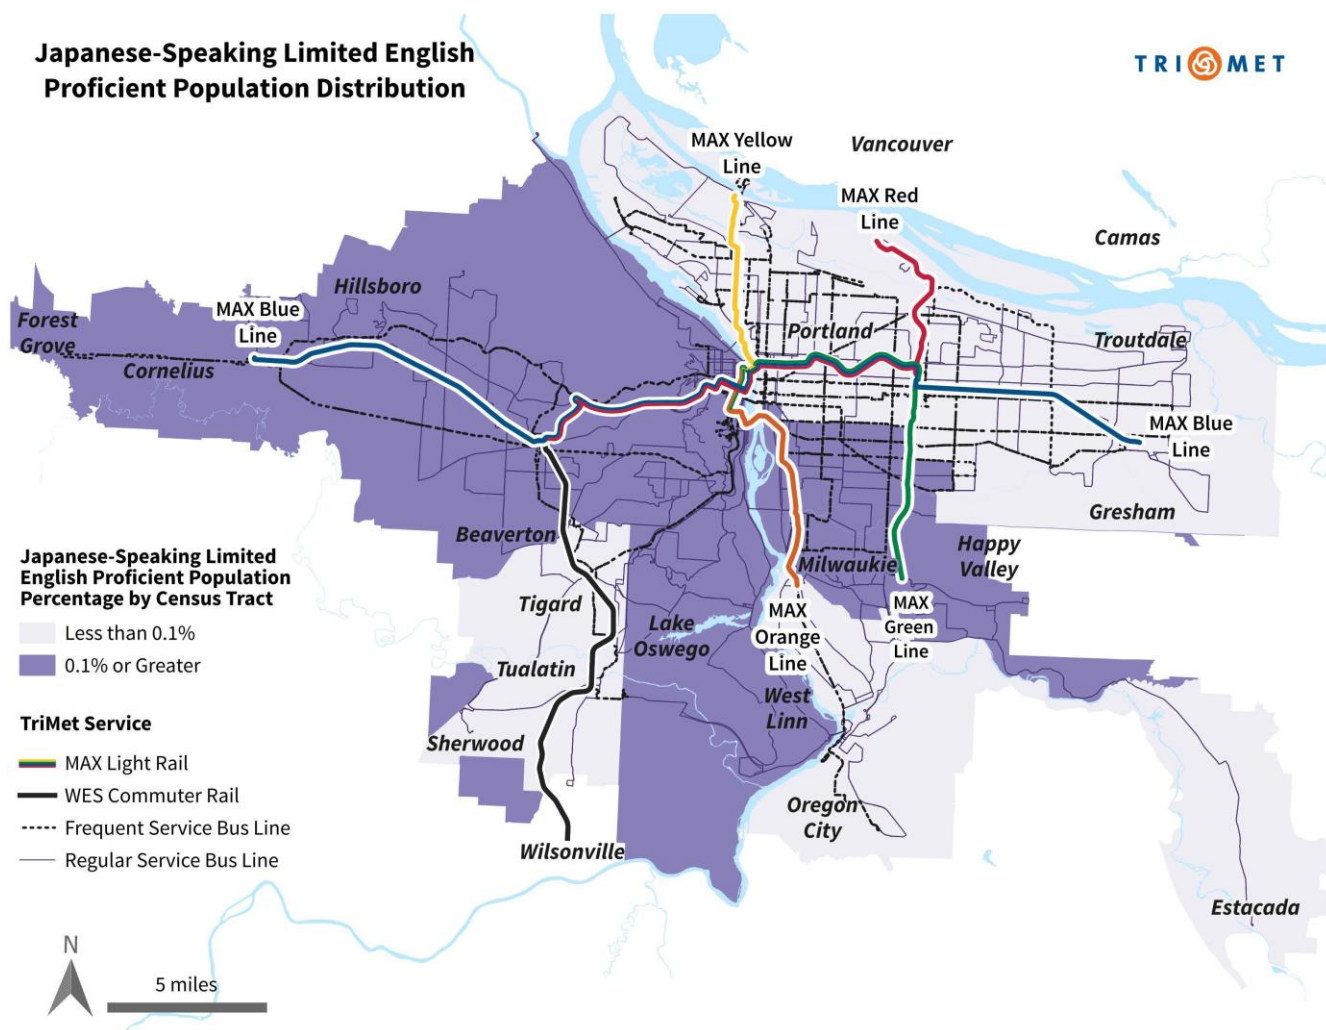 Japanese-Speaking Limited English
Proficient Population Distribution
TRIMET
Vancouver
MAX Yellow
Line
MAX Red
Line
Camas
Hillsboro
MAX Blue
Line
Forest
Grove
Cornelius
Portland
Troutdale
MAX Blue
Line
Gresham
Beaverton
Happy
Valley
Milwaukie
Tigard
MAX
Orange
Line
MAX
Green
Line
Lake
Oswego
Tualatin
West
Linn
Sherwood
Oregon
City
Wilsonville
Estacada
Japanese-Speaking Limited
English Proficient Population
Percentage by Census Tract
Less than 0.1%
0.1% or Greater
TriMet Service
MAX Light Rail
WES Commuter Rail
Frequent Service Bus Line
Regular Service Bus Line
N
5 miles